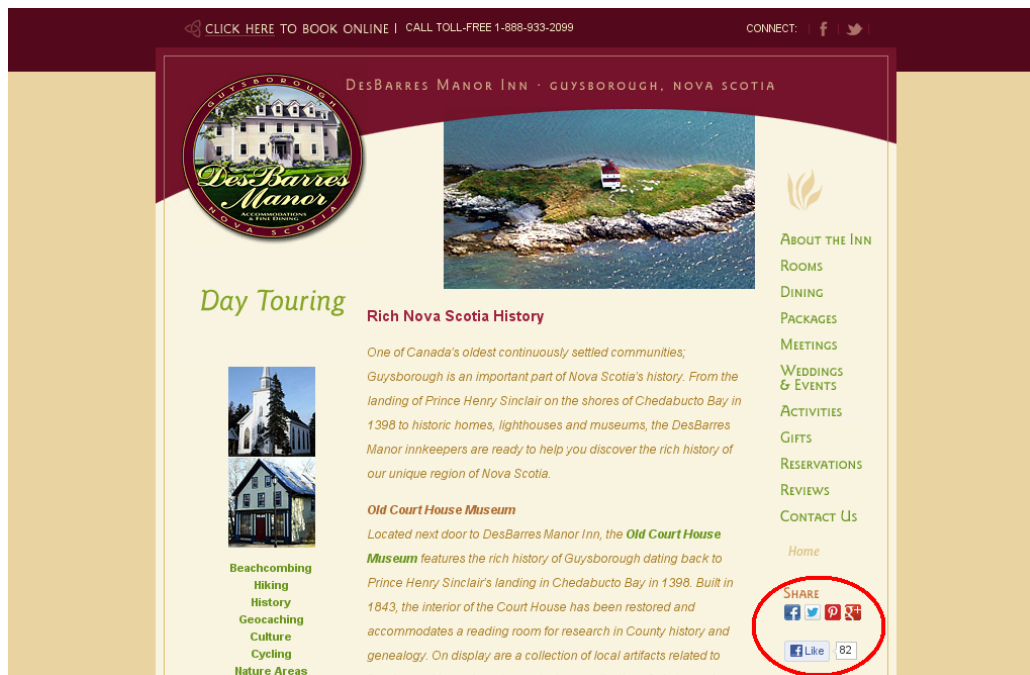 CLICK HERE TO BOOK ONLINE | CALL TOLL-FREE 1-888-933-2099
CONNECT:
DesBarres Manor Inn · guysborough, nova scotia
GUYSBOROUGH
DesBarres
Manor
ACCOMMODATIONS
& FINE DINING
NOVA SCOTIA
About the Inn
Rooms
Dining
Packages
Meetings
Weddings
& Events
Activities
Gifts
Reservations
Reviews
Contact Us
Home
Share
Like 82
Day Touring
Beachcombing
Hiking
History
Geocaching
Culture
Cycling
Nature Areas
Rich Nova Scotia History
One of Canada's oldest continuously settled communities;
Guysborough is an important part of Nova Scotia's history. From the
landing of Prince Henry Sinclair on the shores of Chedabucto Bay in
1398 to historic homes, lighthouses and museums, the DesBarres
Manor innkeepers are ready to help you discover the rich history of
our unique region of Nova Scotia.
Old Court House Museum
Located next door to DesBarres Manor Inn, the Old Court House
Museum features the rich history of Guysborough dating back to
Prince Henry Sinclair's landing in Chedabucto Bay in 1398. Built in
1843, the interior of the Court House has been restored and
accommodates a reading room for research in County history and
genealogy. On display are a collection of local artifacts related to